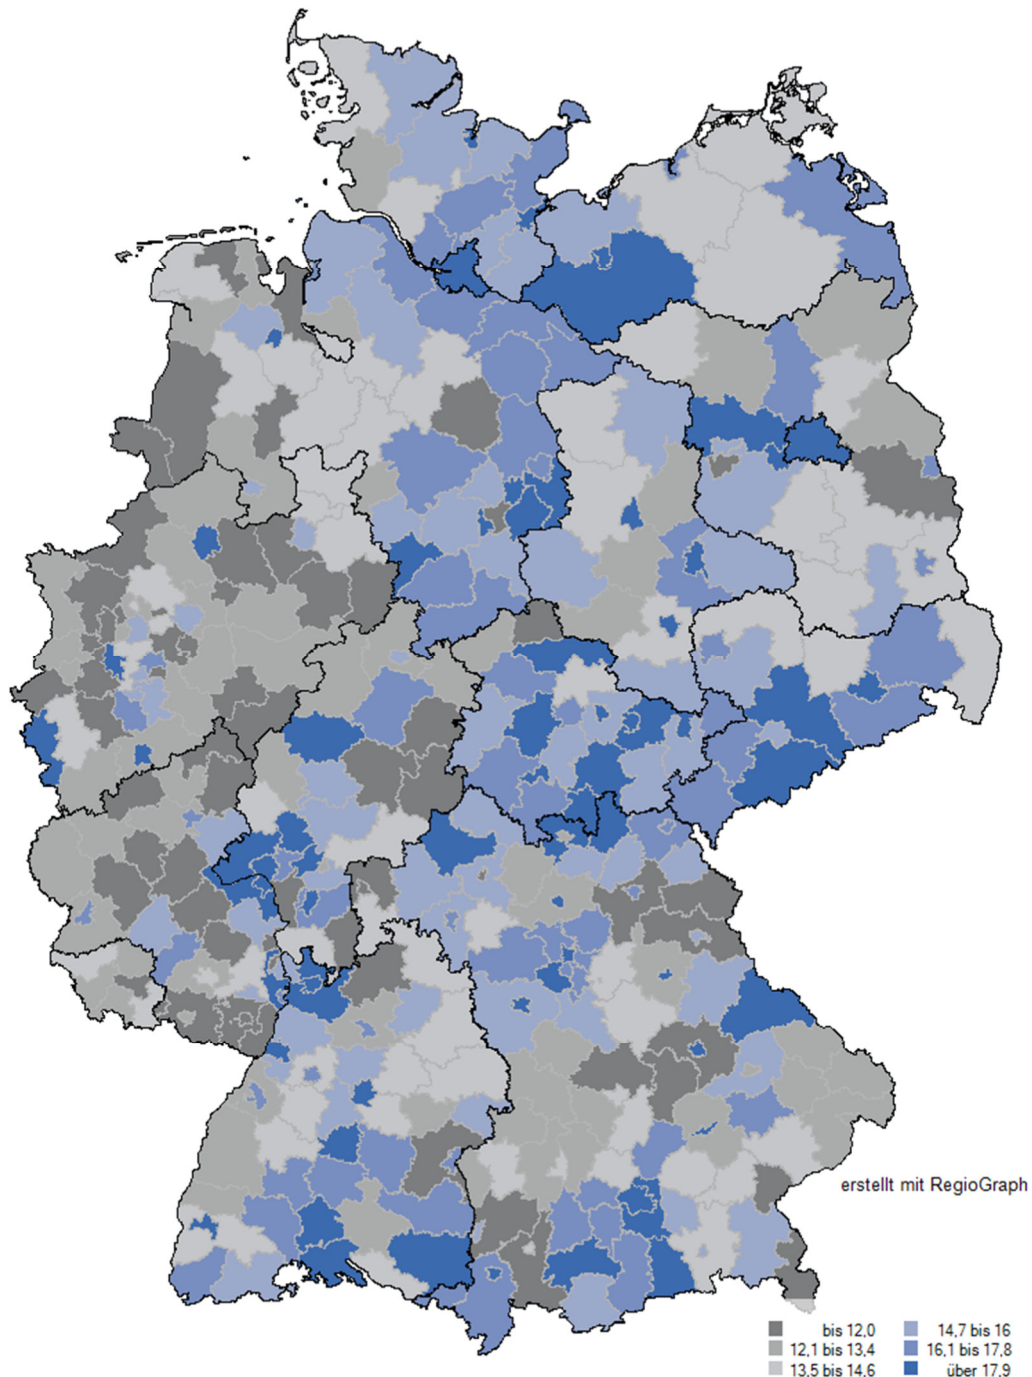 erstellt mit RegioGraph
bis 12,0
12,1 bis 13,4
13,5 bis 14,6
14,7 bis 16
16,1 bis 17,8
über 17,9